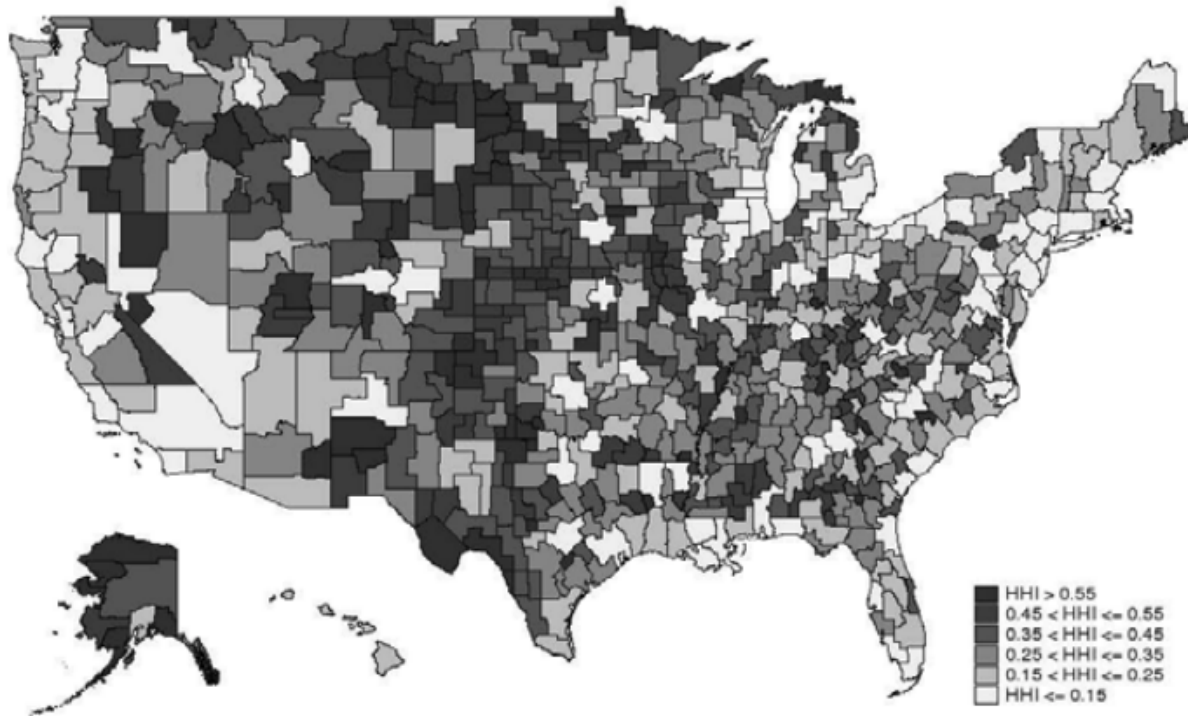 HHI > 0.55
0.45 < HHI <= 0.55
0.35 < HHI <= 0.45
0.25 < HHI <= 0.35
0.15 < HHI <= 0.25
HHI <= 0.15